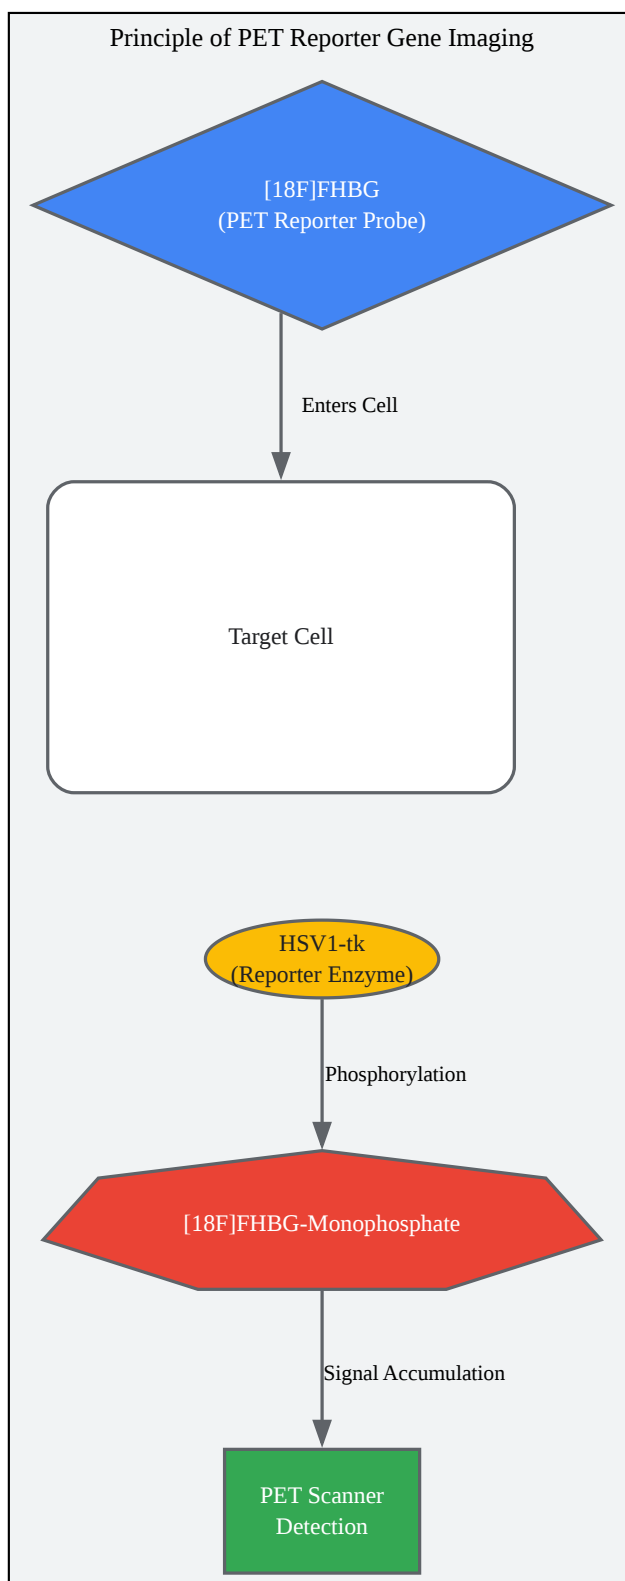 Principle of PET Reporter Gene Imaging
[18F]FHBG
(PET Reporter Probe)
Enters Cell
Target Cell
HSV1-tk
(Reporter Enzyme)
Phosphorylation
[18F]FHBG-Monophosphate
Signal Accumulation
PET Scanner
Detection